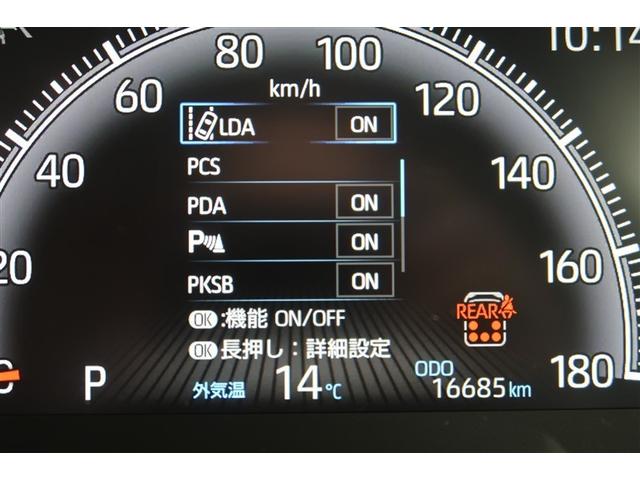 10:14
80 100
km/h
60 120
LDA ON
40 PCS 140
PDA ON
P ON
20 160
PKSB ON
OK:機能 ON/OFF REAR
OK長押し：詳細設定
P 外気温 14℃ ODO 16685km 180